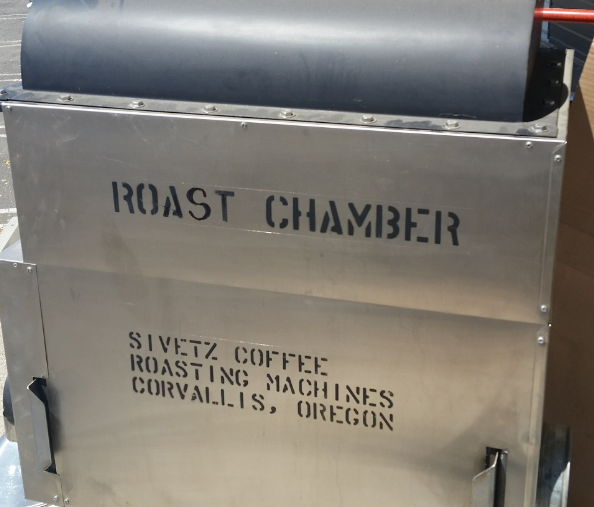 ROAST CHAMBER
SIVETZ COFFEE
ROASTING MACHINES
CORVALLIS, OREGON